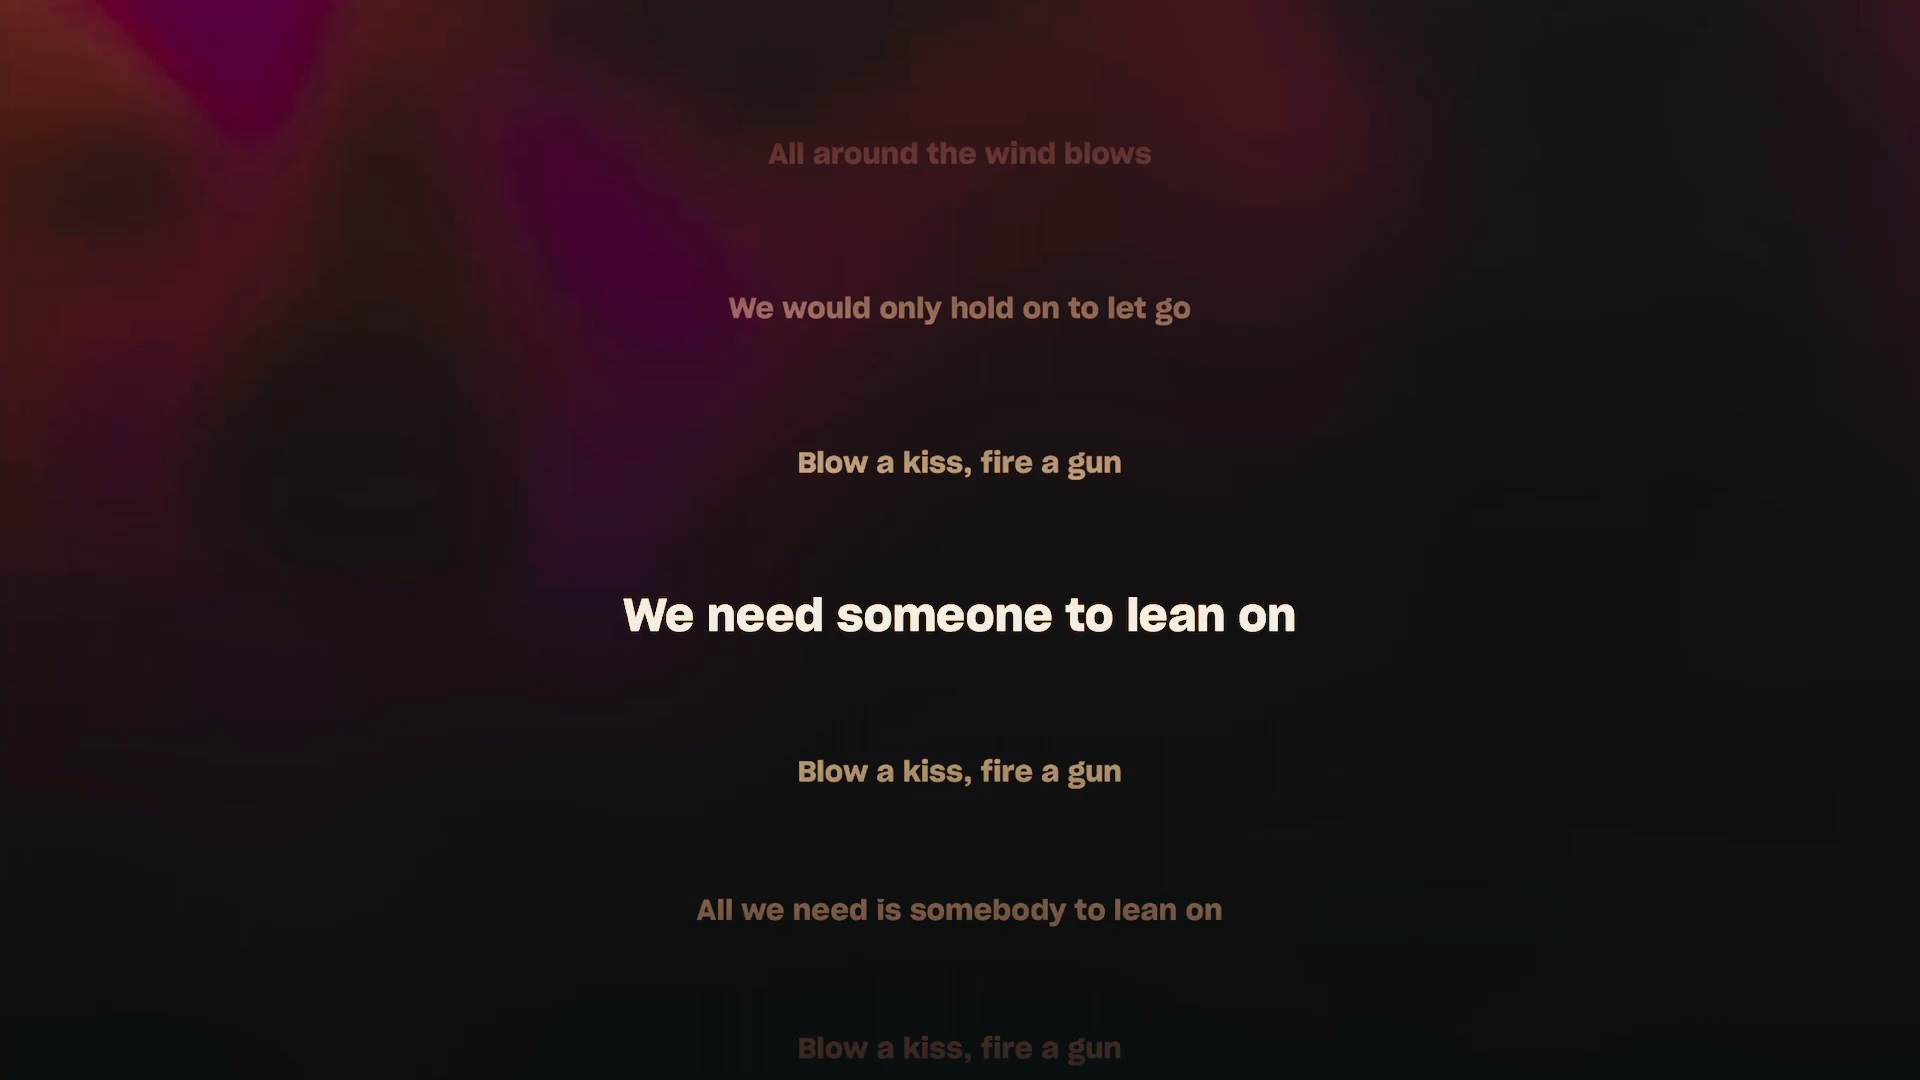 All around the wind blows
We would only hold on to let go
Blow a kiss, fire a gun
We need someone to lean on
Blow a kiss, fire a gun
All we need is somebody to lean on
Blow a kiss, fire a gun